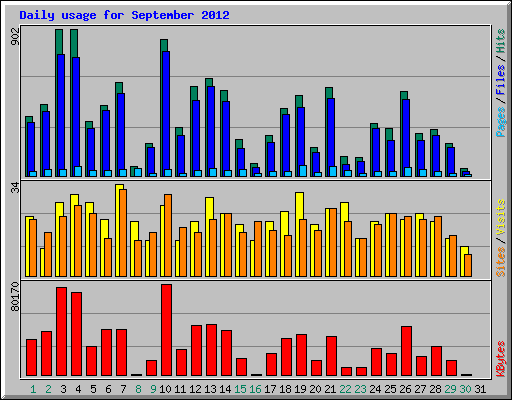 Daily usage for September 2012
902
Pages / Files / Hits
34
Sites / Visits
80170
KBytes
1 2 3 4 5 6 7 8 9 10 11 12 13 14 15 16 17 18 19 20 21 22 23 24 25 26 27 28 29 30 31